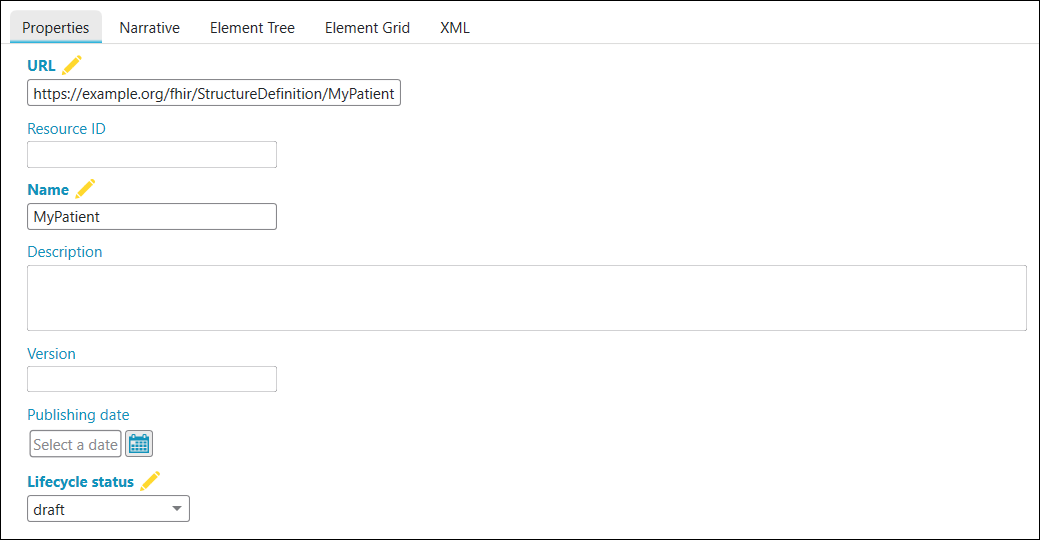 Properties Narrative Element Tree Element Grid XML
URL
https://example.org/fhir/StructureDefinition/MyPatient
Resource ID
Name
MyPatient
Description
Version
Publishing date
Select a date
Lifecycle status
draft